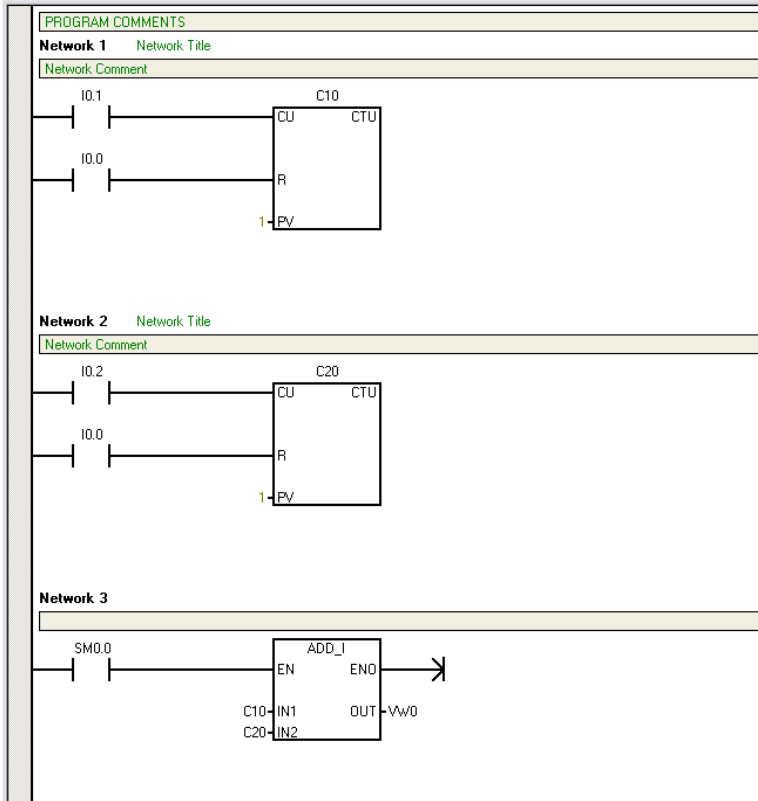 PROGRAM COMMENTS
Network 1 Network Title
Network Comment
I0.1 C10
CU CTU
I0.0
R
1 PV
Network 2 Network Title
Network Comment
I0.2 C20
CU CTU
I0.0
R
1 PV
Network 3
SM0.0 ADD_I
EN ENO
C10 IN1 OUT VW0
C20 IN2